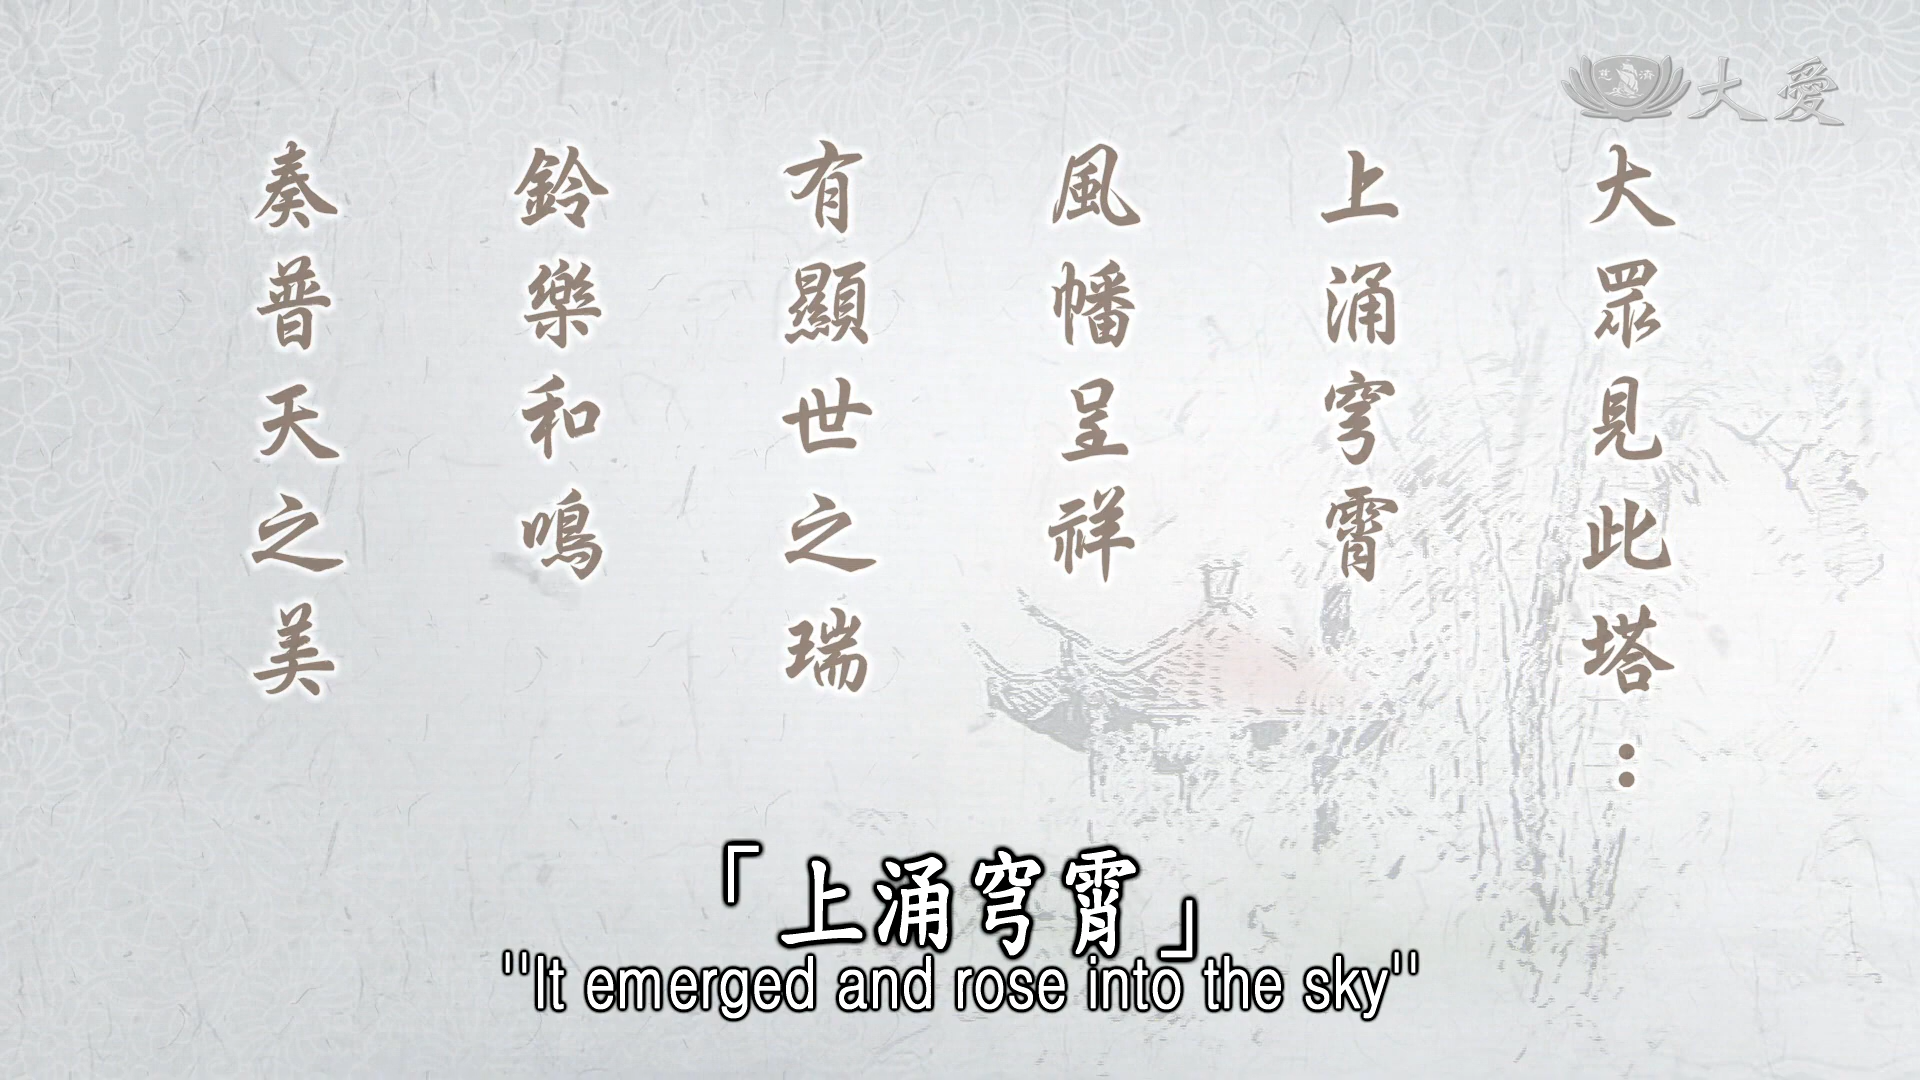 大愛
大眾見此塔：
上涌穹霄
風幡呈祥
有顯世之瑞
鈴樂和鳴
奏普天之美
「上涌穹霄」
"It emerged and rose into the sky"